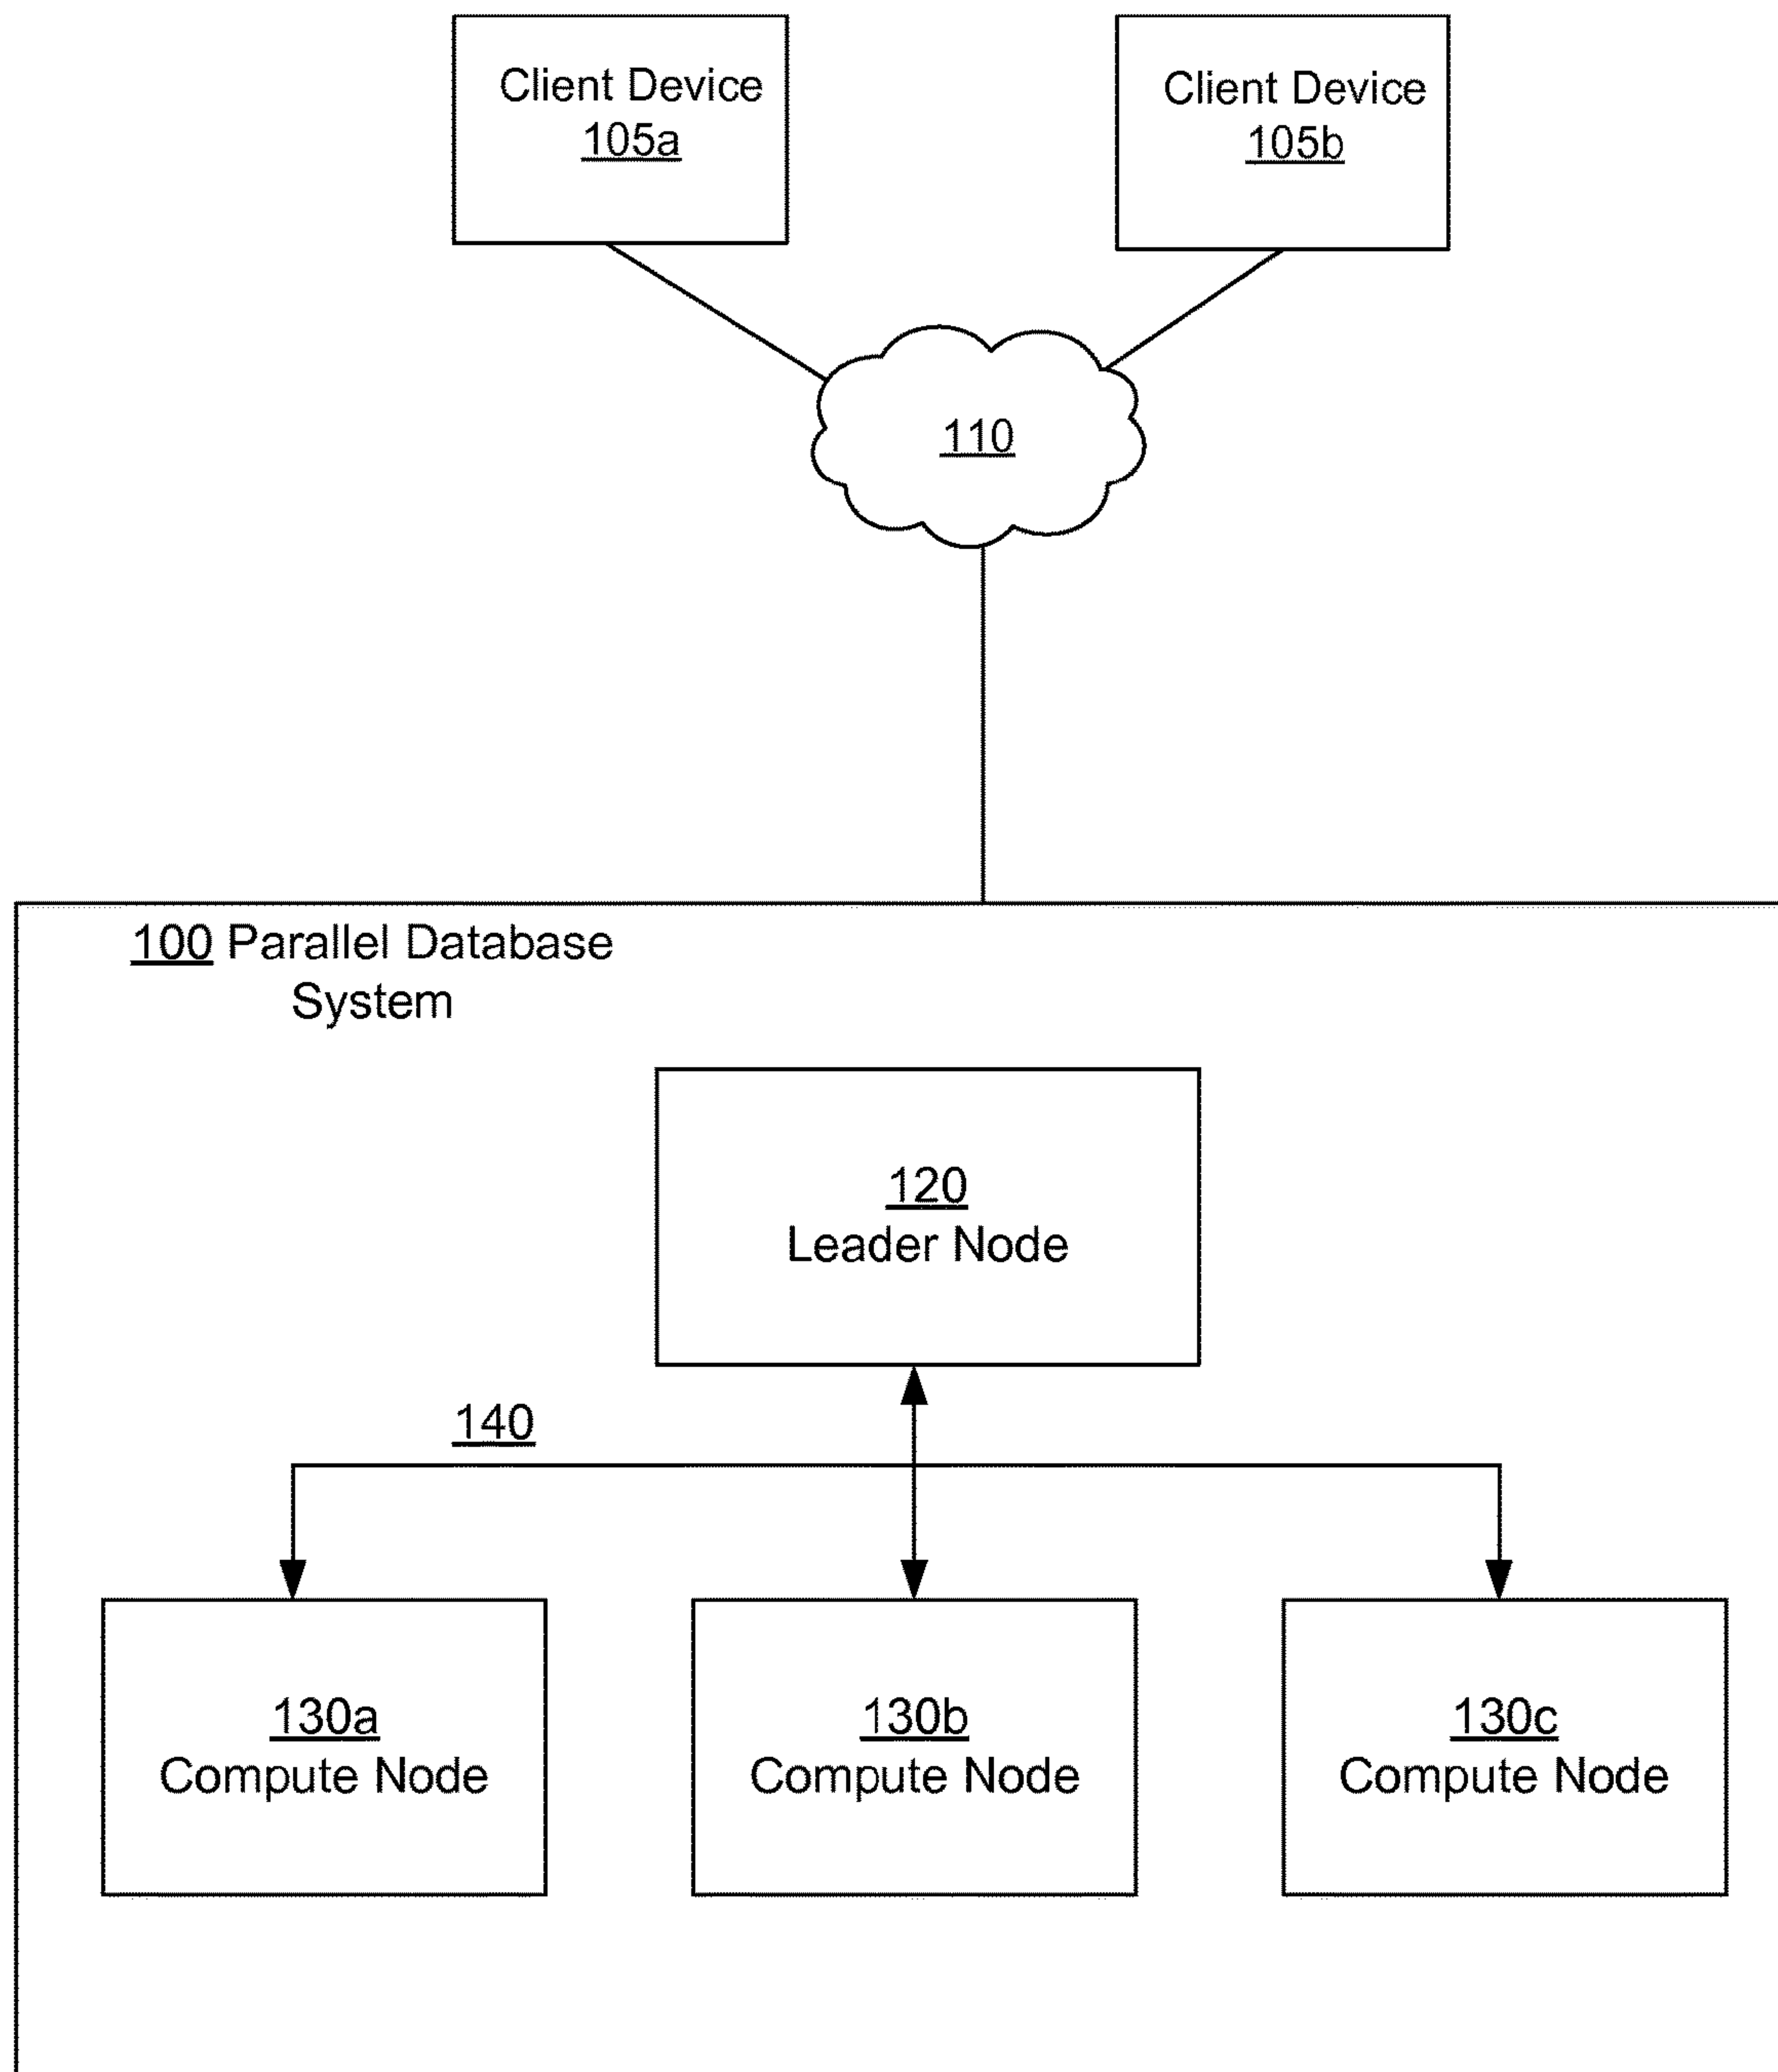 Client Device
105a
Client Device
105b
110
100 Parallel Database
System
120
Leader Node
140
130a
Compute Node
130b
Compute Node
130c
Compute Node